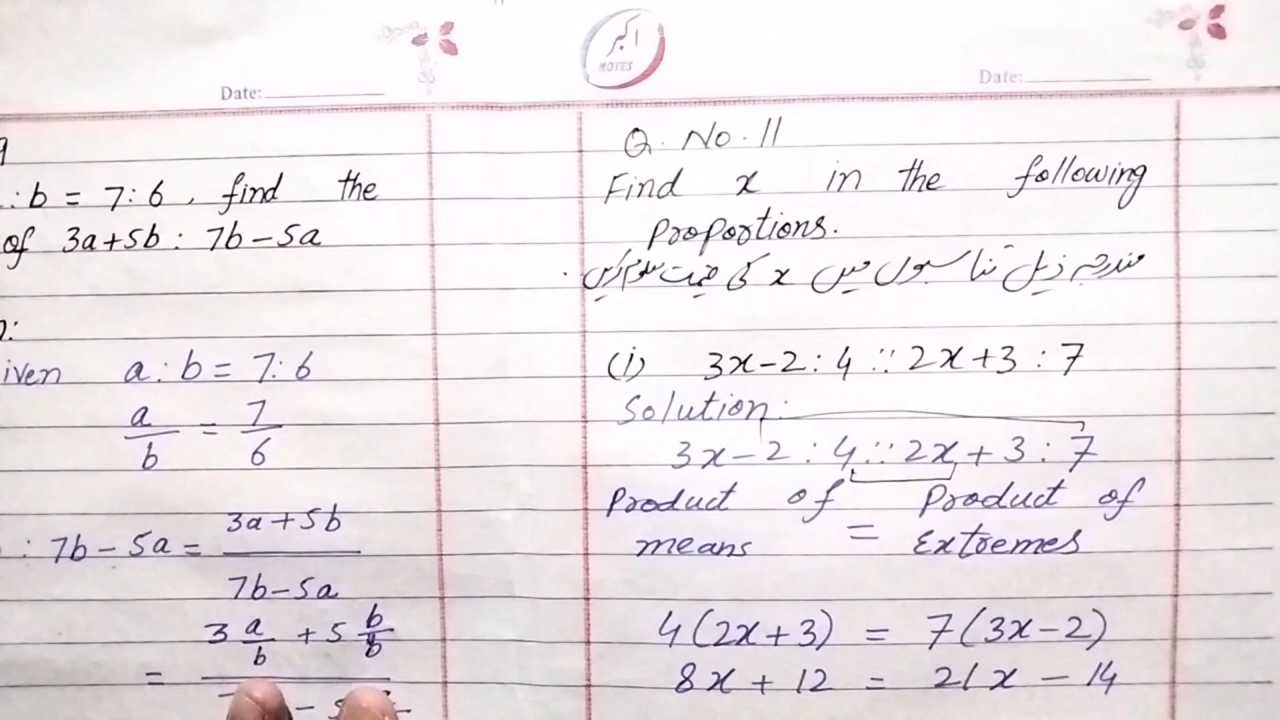 Date:
9
:b = 7:6, find the
of 3a+5b : 7b-5a
iven a:b = 7:6
a/b = 7/6
: 7b-5a = 3a+5b / 7b-5a
= 3 a/b + 5 b/b
اکبر
NOTES
Date:
Q. No. 11
Find x in the following
proportions.
مندرجہ ذیل تناسبوں میں x کی قیمت معلوم کریں.
(i) 3x-2 : 4 :: 2x+3 : 7
Solution:
3x-2 : 4 :: 2x+3 : 7
Product of means = Product of Extremes
4(2x+3) = 7(3x-2)
8x + 12 = 21x - 14